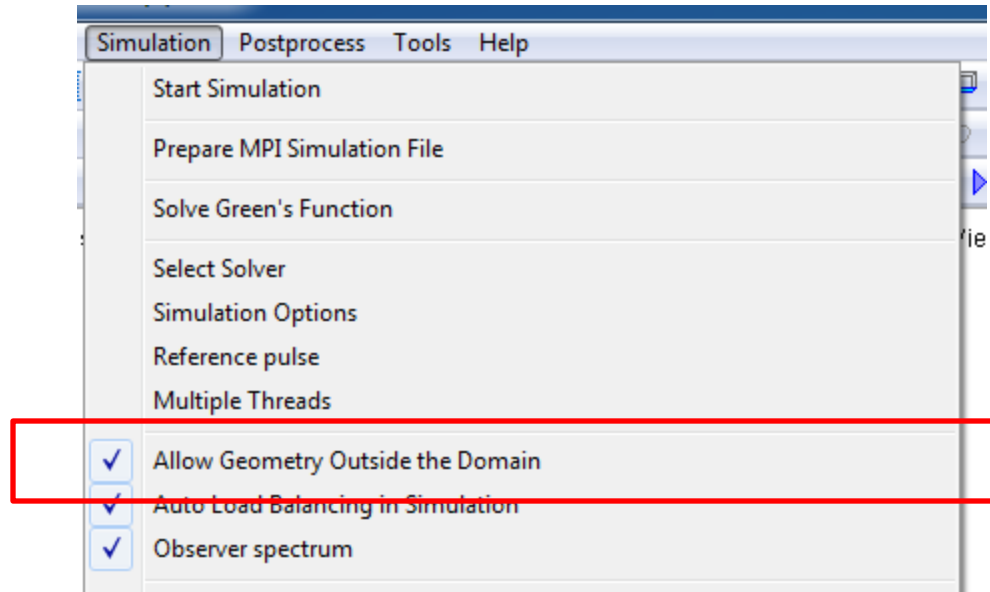 Simulation Postprocess Tools Help
Start Simulation
Prepare MPI Simulation File
Solve Green's Function
'ie
Select Solver
Simulation Options
Reference pulse
Multiple Threads
Allow Geometry Outside the Domain
Auto Load Balancing in Simulation
Observer spectrum